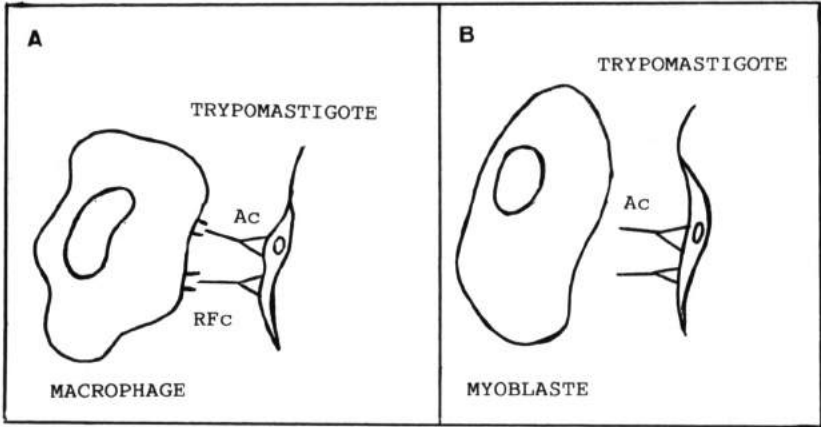 A
TRYPOMASTIGOTE
Ac
RFc
MACROPHAGE
B
TRYPOMASTIGOTE
Ac
MYOBLASTE